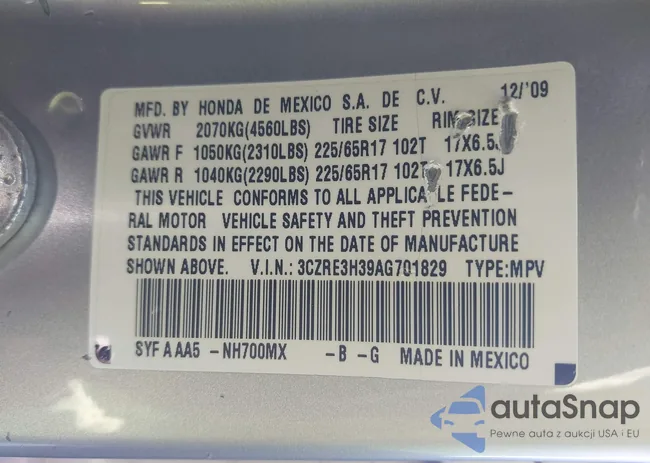 MFD. BY HONDA DE MEXICO S.A. DE C.V. 12/'09
GVWR 2070KG(4560LBS) TIRE SIZE RIM SIZE
GAWR F 1050KG(2310LBS) 225/65R17 102T 17X6.5J
GAWR R 1040KG(2290LBS) 225/65R17 102T 17X6.5J
THIS VEHICLE CONFORMS TO ALL APPLICABLE FEDE-
RAL MOTOR VEHICLE SAFETY AND THEFT PREVENTION
STANDARDS IN EFFECT ON THE DATE OF MANUFACTURE
SHOWN ABOVE. V.I.N.: 3CZRE3H39AG701829 TYPE:MPV
SYF A AA5 -NH700MX -B -G MADE IN MEXICO
autaSnap
Pewne auta z aukcji USA i EU